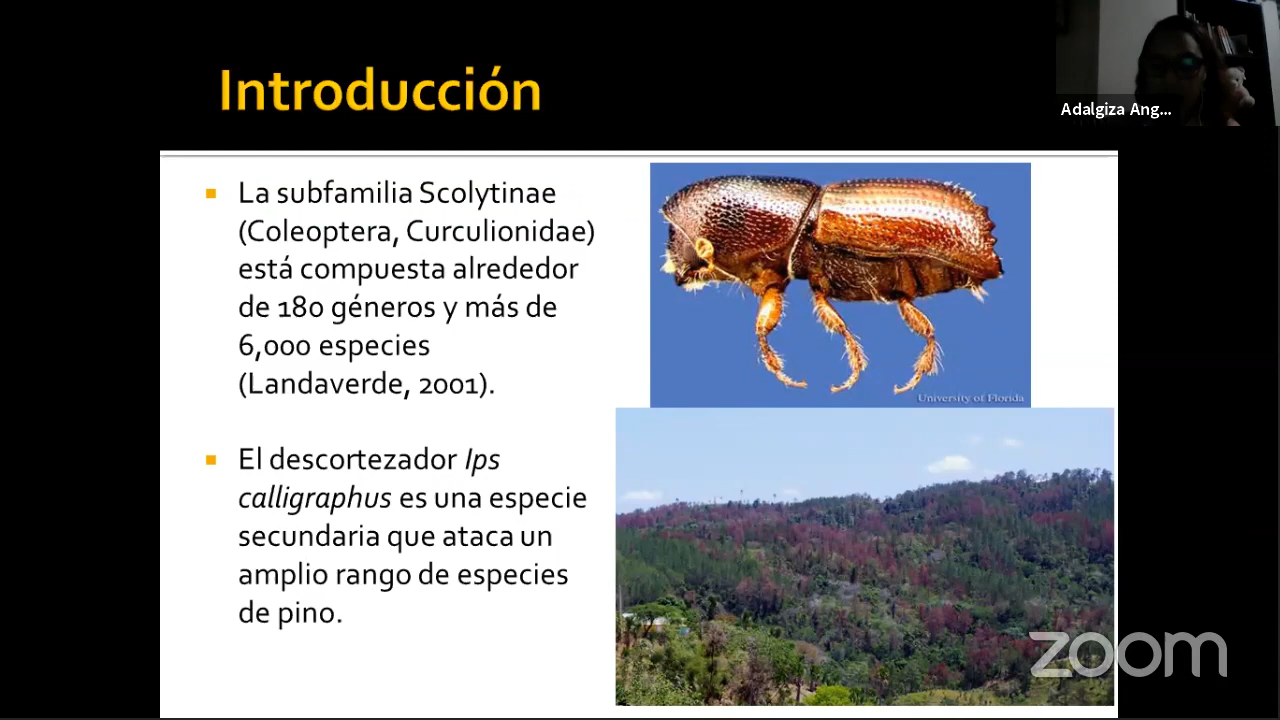 Introducción
Adalgiza Ang...
La subfamilia Scolytinae
(Coleoptera, Curculionidae)
está compuesta alrededor
de 180 géneros y más de
6,000 especies
(Landaverde, 2001).
El descortezador Ips
calligraphus es una especie
secundaria que ataca un
amplio rango de especies
de pino.
University of Florida
zoom